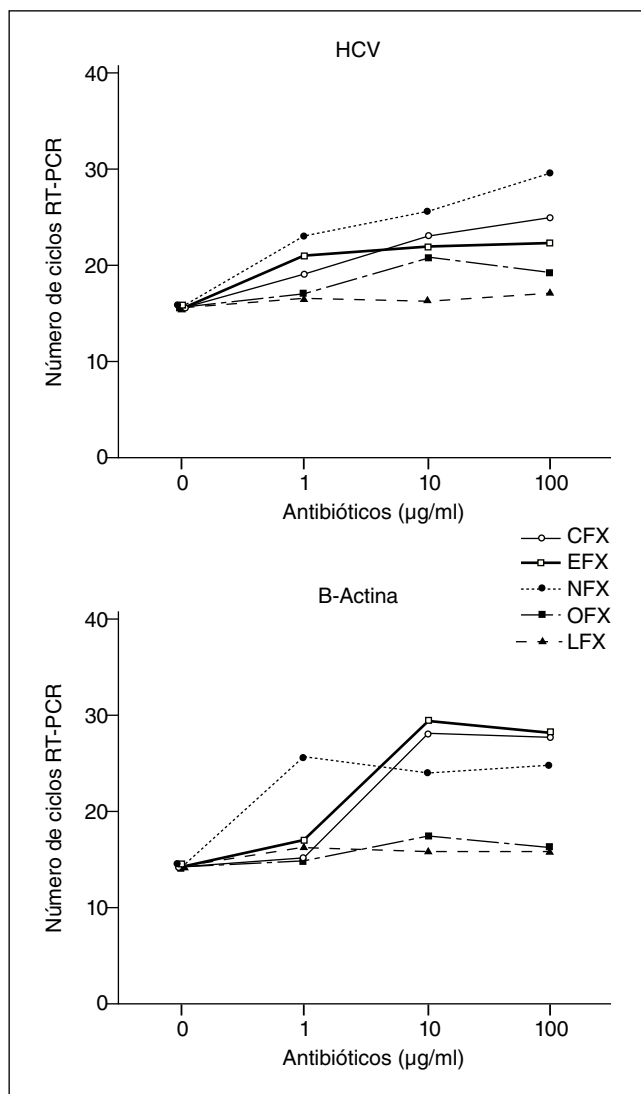 HCV
40
30
20
10
0
Número de ciclos RT-PCR
0 1 10 100
Antibióticos (µg/ml)
CFX
EFX
NFX
OFX
LFX
B-Actina
40
30
20
10
0
Número de ciclos RT-PCR
0 1 10 100
Antibióticos (µg/ml)